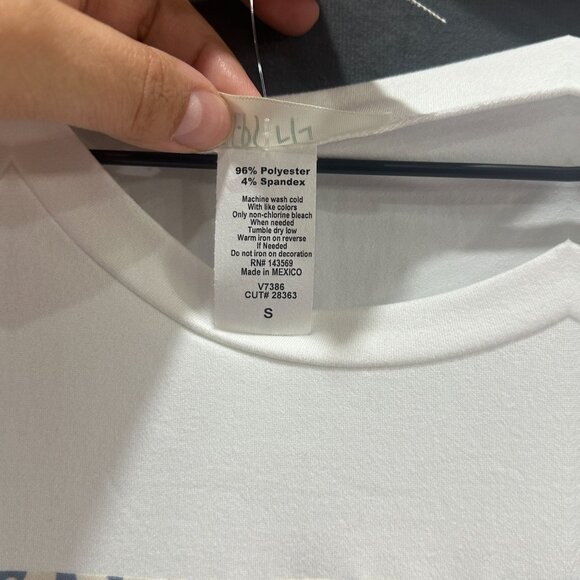 96% Polyester
4% Spandex
Machine wash cold
With like colors
Only non-chlorine bleach
When needed
Tumble dry low
Warm iron on reverse
If Needed
Do not iron on decoration
RN# 143569
Made in MEXICO
V7386
CUT# 28363
S